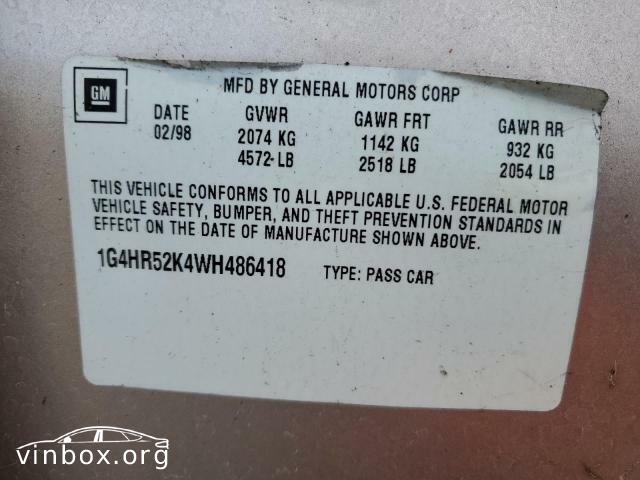 GM
MFD BY GENERAL MOTORS CORP
DATE GVWR GAWR FRT GAWR RR
02/98 2074 KG 1142 KG 932 KG
4572 LB 2518 LB 2054 LB
THIS VEHICLE CONFORMS TO ALL APPLICABLE U.S. FEDERAL MOTOR
VEHICLE SAFETY, BUMPER, AND THEFT PREVENTION STANDARDS IN
EFFECT ON THE DATE OF MANUFACTURE SHOWN ABOVE.
1G4HR52K4WH486418 TYPE: PASS CAR
vinbox.org